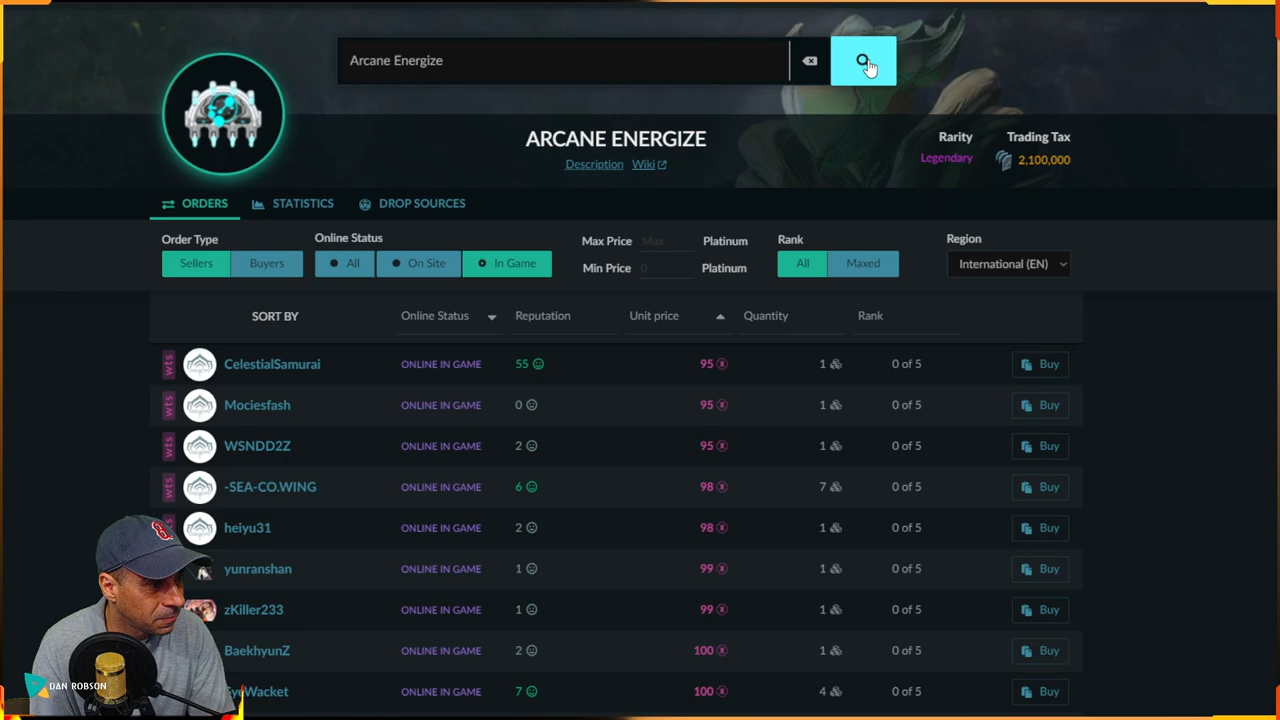 Arcane Energize
ARCANE ENERGIZE
Description Wiki
Rarity
Legendary
Trading Tax
2,100,000
ORDERS STATISTICS DROP SOURCES
Order Type
Sellers Buyers
Online Status
All On Site In Game
Max Price Max Platinum
Min Price 0 Platinum
Rank
All Maxed
Region
International (EN)
SORT BY Online Status Reputation Unit price Quantity Rank
wts CelestialSamurai ONLINE IN GAME 55 95 1 0 of 5 Buy
wts Mociesfash ONLINE IN GAME 0 95 1 0 of 5 Buy
wts WSNDD2Z ONLINE IN GAME 2 95 1 0 of 5 Buy
wts -SEA-CO.WING ONLINE IN GAME 6 98 7 0 of 5 Buy
wts heiyu31 ONLINE IN GAME 2 98 1 0 of 5 Buy
yunranshan ONLINE IN GAME 1 99 1 0 of 5 Buy
zKiller233 ONLINE IN GAME 1 99 1 0 of 5 Buy
BaekhyunZ ONLINE IN GAME 2 100 1 0 of 5 Buy
EyeWacket ONLINE IN GAME 7 100 4 0 of 5 Buy
DAN ROBSON